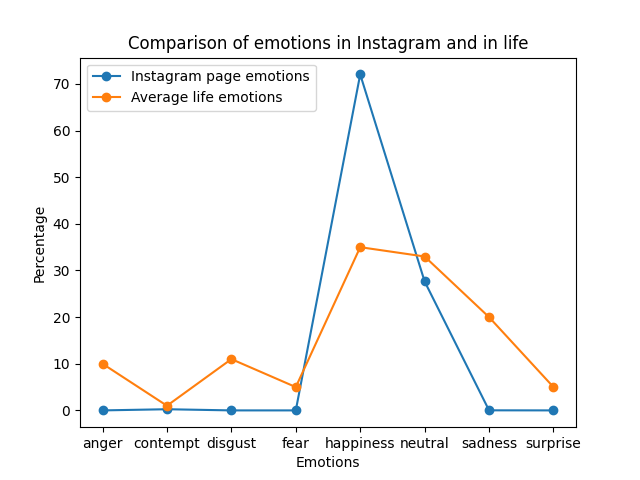 Comparison of emotions in Instagram and in life
Instagram page emotions
Average life emotions
70
60
50
40
30
20
10
0
Percentage
anger contempt disgust fear happiness neutral sadness surprise
Emotions